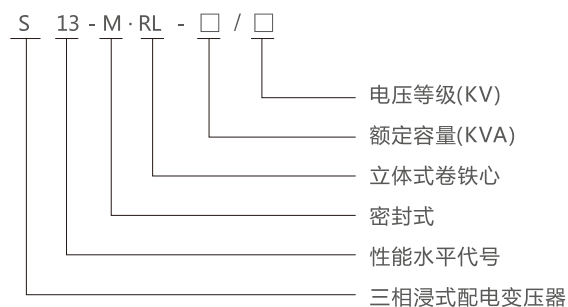 S 13 - M · RL - □ / □
电压等级(KV)
额定容量(KVA)
立体式卷铁心
密封式
性能水平代号
三相浸式配电变压器